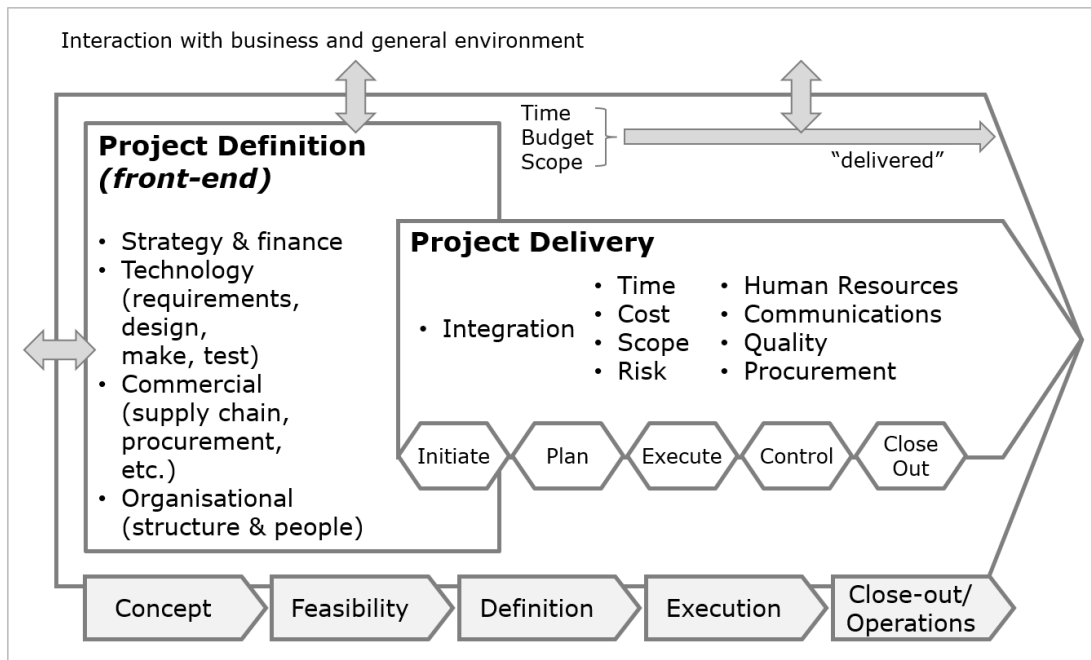 Interaction with business and general environment
Time
Budget
Scope
“delivered”
Project Definition
(front-end)
• Strategy & finance
• Technology
(requirements,
design,
make, test)
• Commercial
(supply chain,
procurement,
etc.)
• Organisational
(structure & people)
Project Delivery
• Integration
• Time
• Cost
• Scope
• Risk
• Human Resources
• Communications
• Quality
• Procurement
Initiate
Plan
Execute
Control
Close
Out
Concept
Feasibility
Definition
Execution
Close-out/
Operations